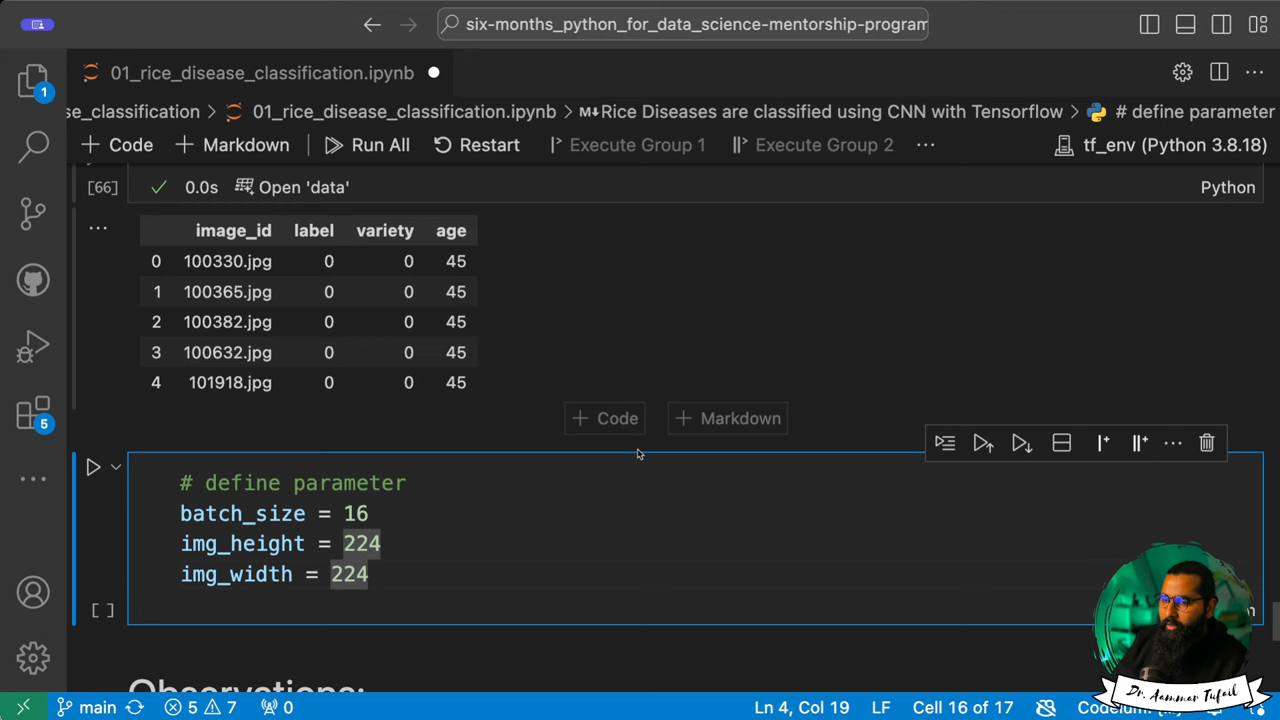 six-months_python_for_data_science-mentorship-program
01_rice_disease_classification.ipynb
se_classification > 01_rice_disease_classification.ipynb > M↓Rice Diseases are classified using CNN with Tensorflow > # define parameter
+ Code + Markdown Run All Restart Execute Group 1 Execute Group 2 ... tf_env (Python 3.8.18)
[66] ✓ 0.0s Open 'data' Python
... image_id label variety age
0 100330.jpg 0 0 45
1 100365.jpg 0 0 45
2 100382.jpg 0 0 45
3 100632.jpg 0 0 45
4 101918.jpg 0 0 45
+ Code + Markdown
# define parameter
batch_size = 16
img_height = 224
img_width = 224
[ ]
Observations:
1
5
Dr. Aammar Tufail
main 5 7 0 Ln 4, Col 19 LF Cell 16 of 17